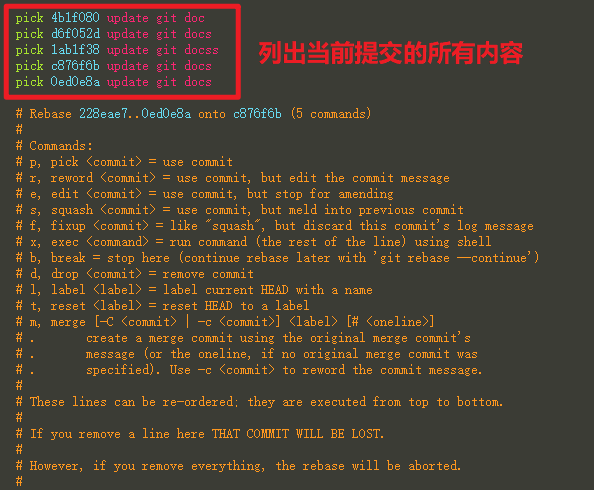 pick 4b1f080 update git doc
pick d6f052d update git docs
pick 1ab1f38 update git docss
pick c876f6b update git docs
pick 0ed0e8a update git docs
列出当前提交的所有内容
# Rebase 228eae7..0ed0e8a onto c876f6b (5 commands)
#
# Commands:
# p, pick <commit> = use commit
# r, reword <commit> = use commit, but edit the commit message
# e, edit <commit> = use commit, but stop for amending
# s, squash <commit> = use commit, but meld into previous commit
# f, fixup <commit> = like "squash", but discard this commit's log message
# x, exec <command> = run command (the rest of the line) using shell
# b, break = stop here (continue rebase later with 'git rebase --continue')
# d, drop <commit> = remove commit
# l, label <label> = label current HEAD with a name
# t, reset <label> = reset HEAD to a label
# m, merge [-C <commit> | -c <commit>] <label> [# <oneline>]
# .       create a merge commit using the original merge commit's
# .       message (or the oneline, if no original merge commit was
# .       specified). Use -c <commit> to reword the commit message.
#
# These lines can be re-ordered; they are executed from top to bottom.
#
# If you remove a line here THAT COMMIT WILL BE LOST.
#
# However, if you remove everything, the rebase will be aborted.
#